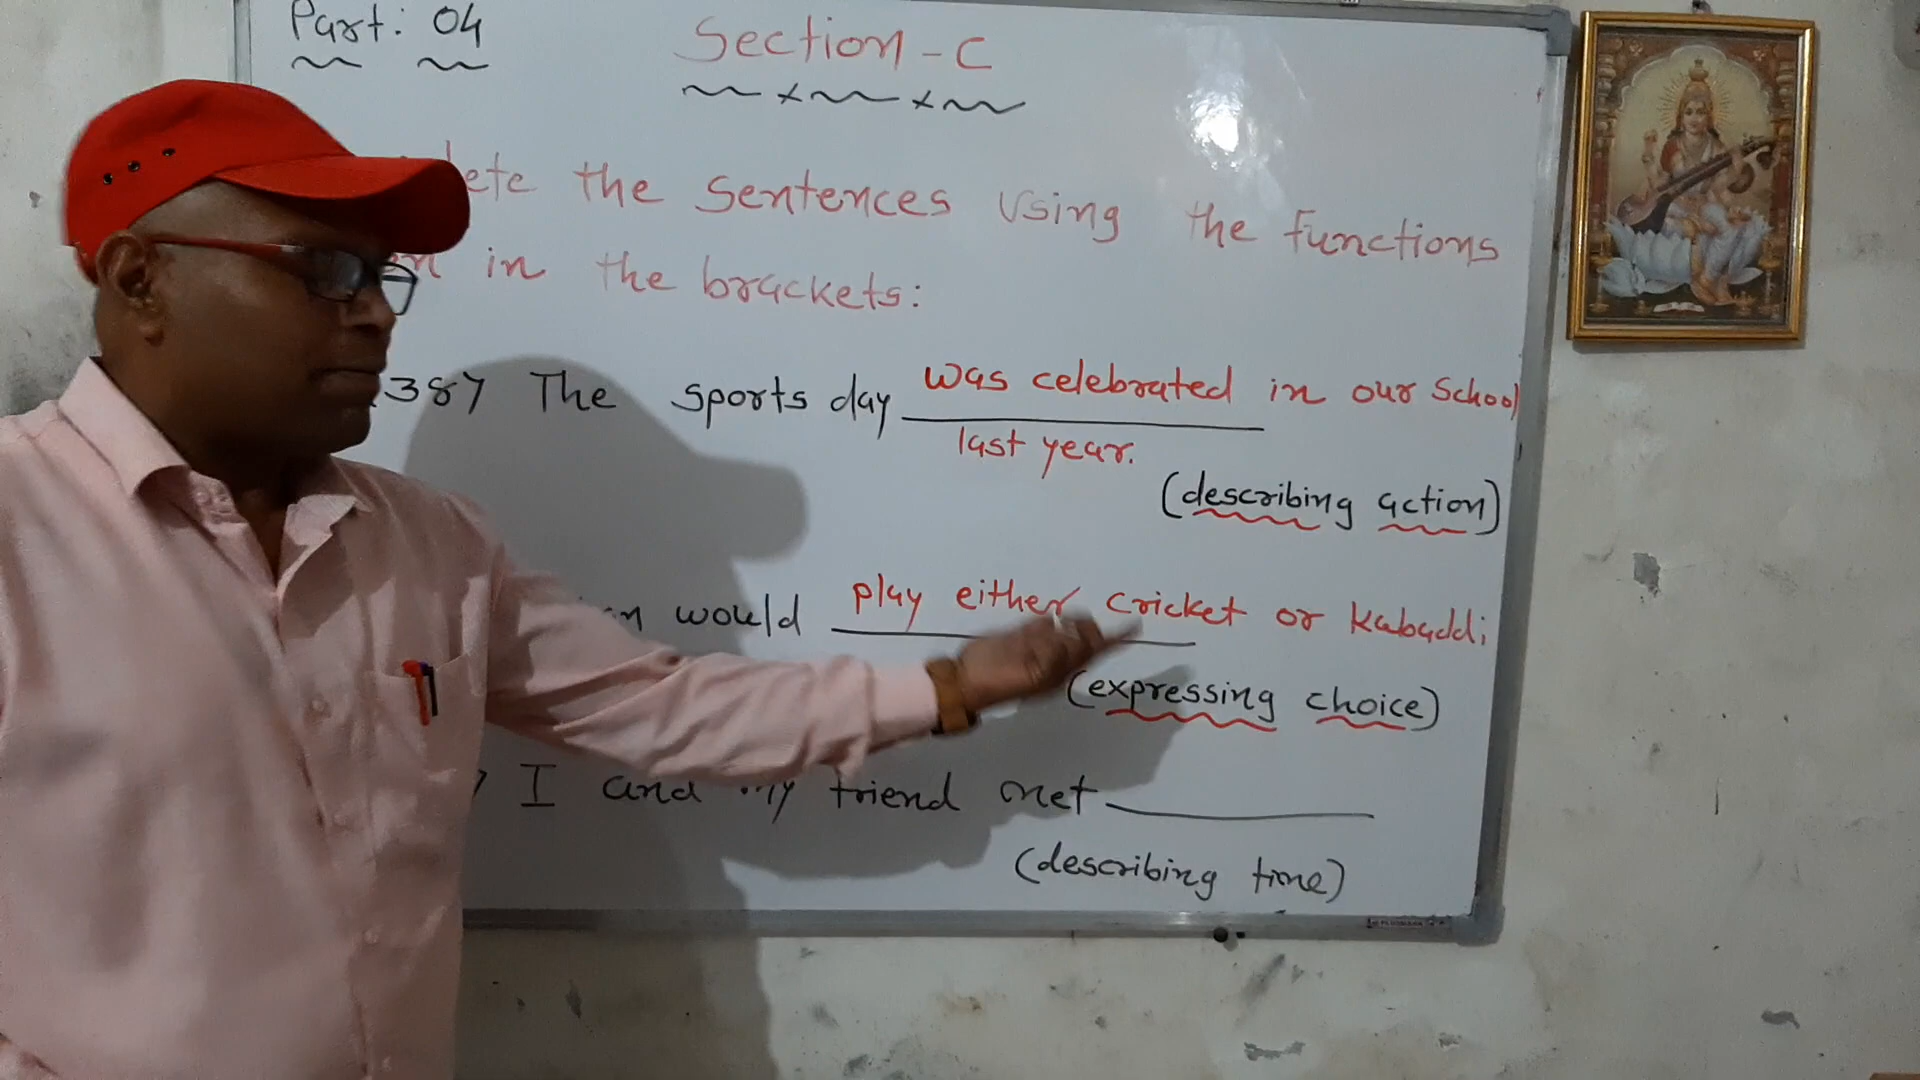 Part: 04
Section - C
the sentences using the functions
in the brackets:
387 The sports day was celebrated in our school
last year.
(describing action)
would play either cricket or kabaddi
(expressing choice)
I and my friend met
(describing time)